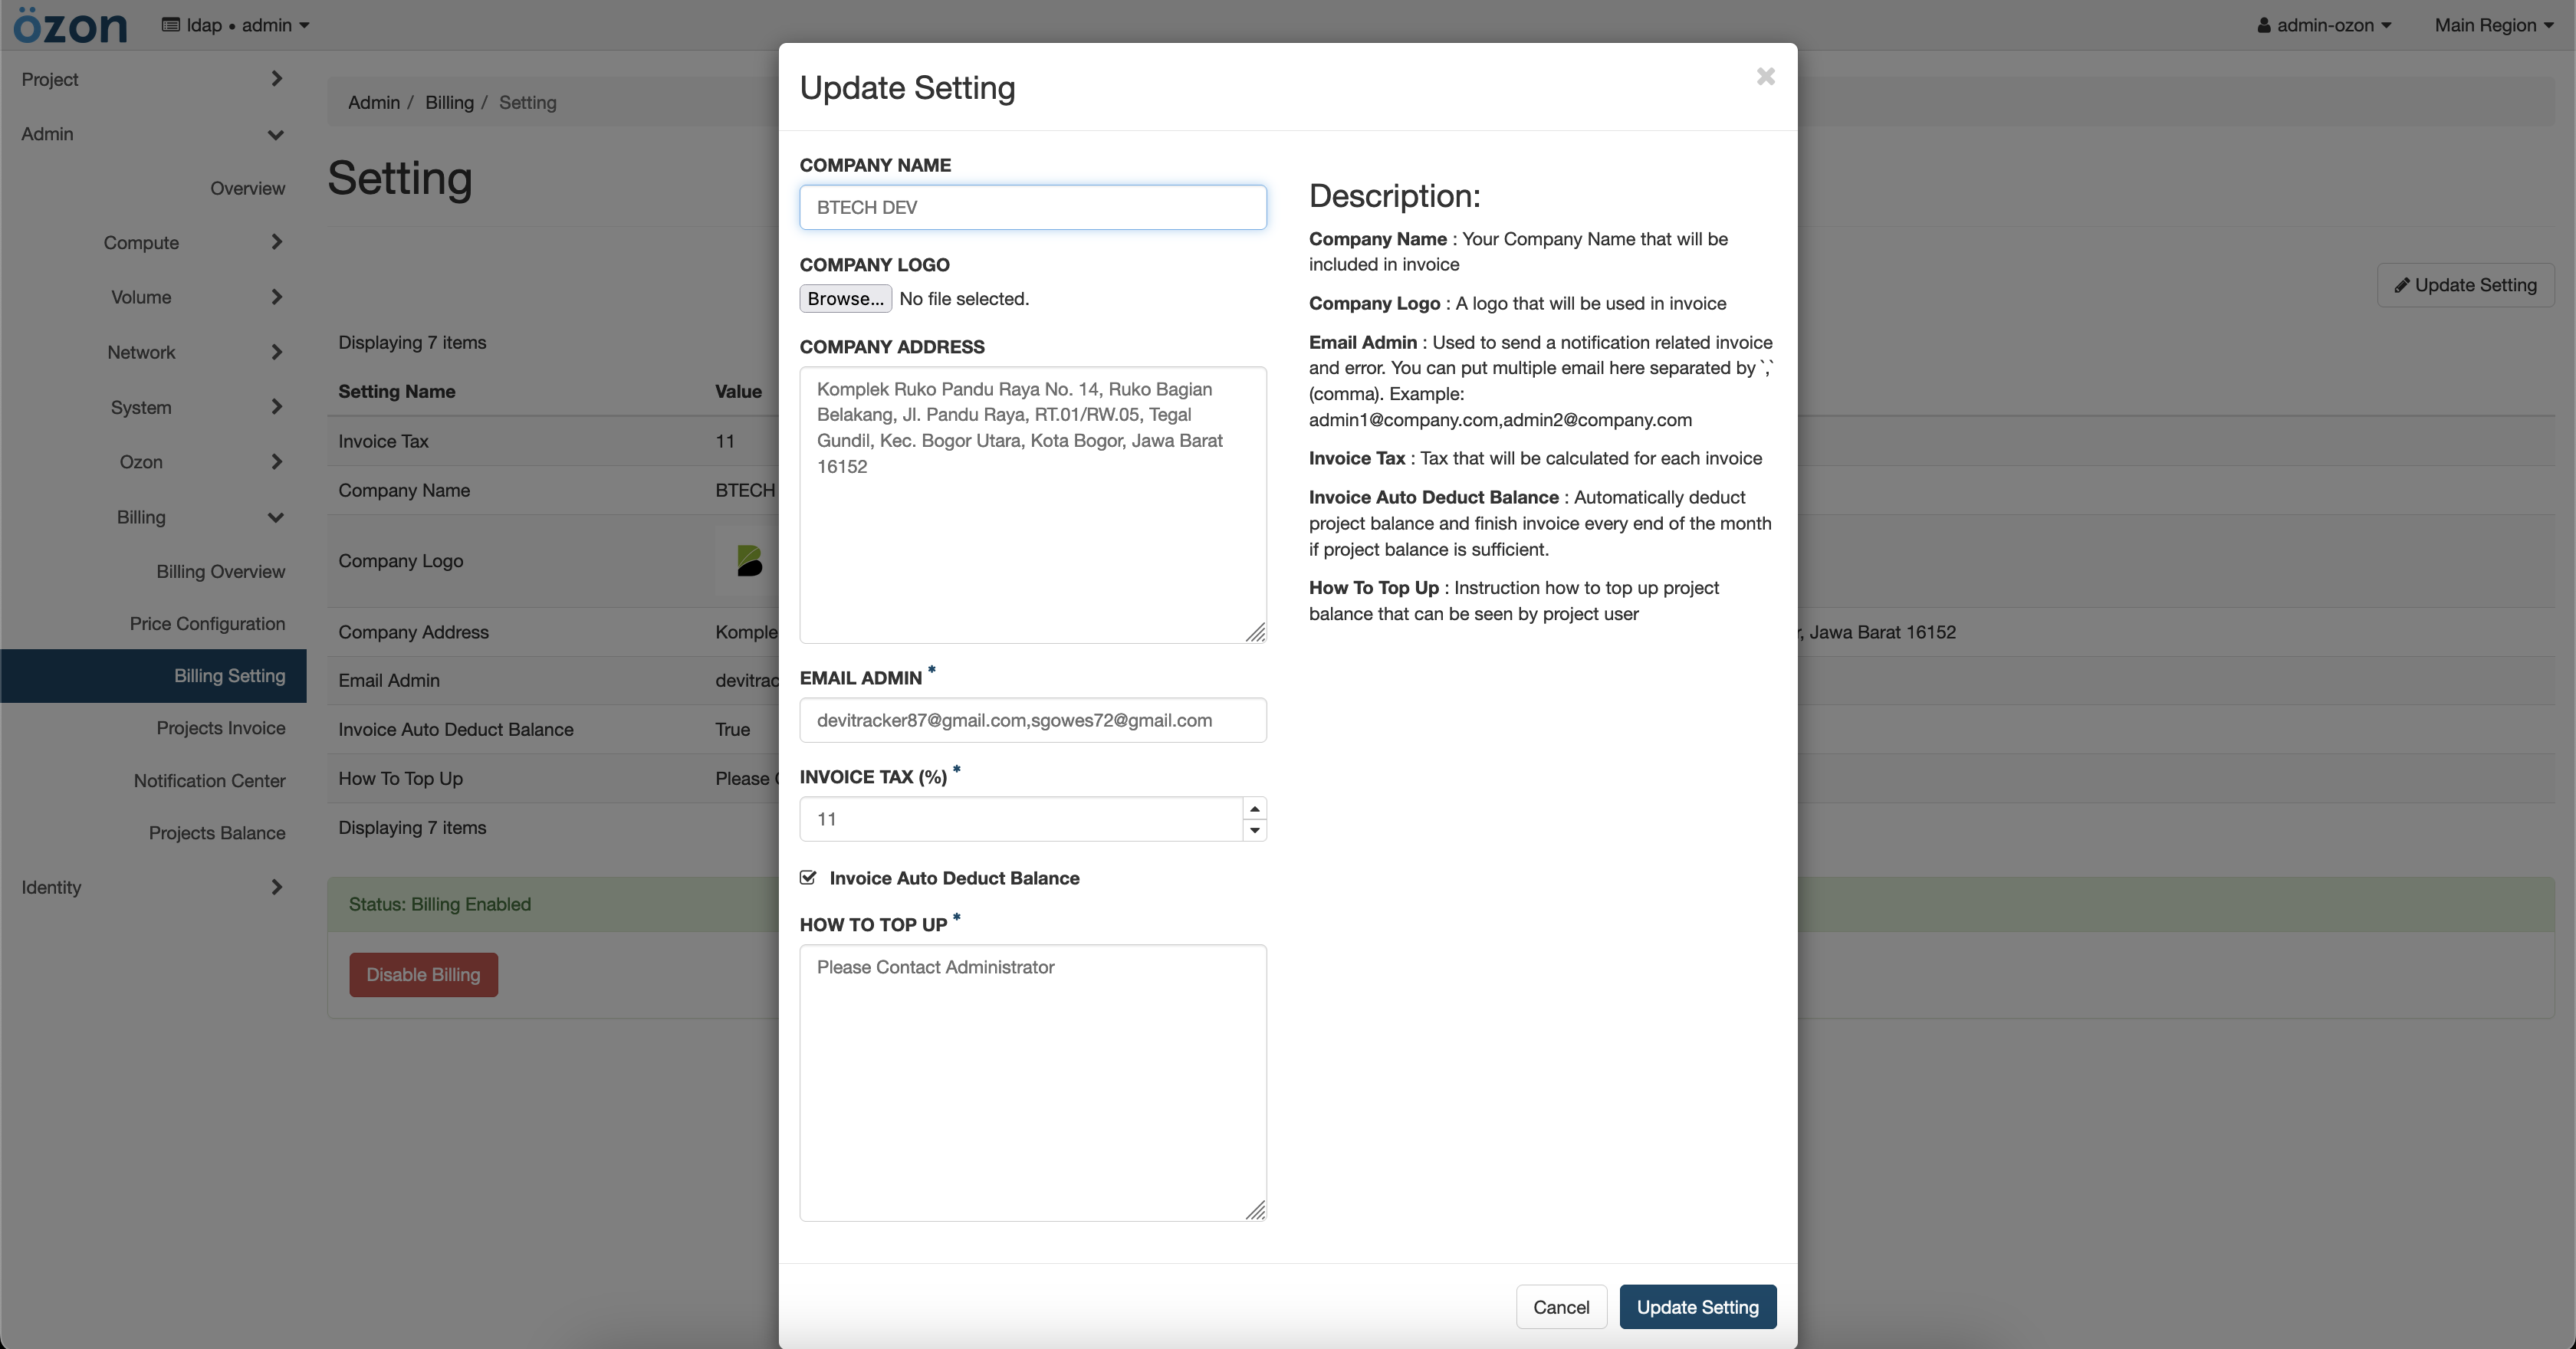 özon
ldap • admin
admin-ozon
Main Region
Project
Admin
Overview
Compute
Volume
Network
System
Ozon
Billing
Billing Overview
Price Configuration
Billing Setting
Projects Invoice
Notification Center
Projects Balance
Identity
Admin / Billing / Setting
Setting
Update Setting
Displaying 7 items
Setting Name Value
Invoice Tax 11
Company Name BTECH
Company Logo
Company Address Komple r, Jawa Barat 16152
Email Admin devitrac
Invoice Auto Deduct Balance True
How To Top Up Please
Displaying 7 items
Status: Billing Enabled
Disable Billing
Update Setting
COMPANY NAME
BTECH DEV
COMPANY LOGO
Browse... No file selected.
COMPANY ADDRESS
Komplek Ruko Pandu Raya No. 14, Ruko Bagian
Belakang, Jl. Pandu Raya, RT.01/RW.05, Tegal
Gundil, Kec. Bogor Utara, Kota Bogor, Jawa Barat
16152
EMAIL ADMIN *
devitracker87@gmail.com,sgowes72@gmail.com
INVOICE TAX (%) *
11
Invoice Auto Deduct Balance
HOW TO TOP UP *
Please Contact Administrator
Description:
Company Name : Your Company Name that will be
included in invoice
Company Logo : A logo that will be used in invoice
Email Admin : Used to send a notification related invoice
and error. You can put multiple email here separated by `,`
(comma). Example:
admin1@company.com,admin2@company.com
Invoice Tax : Tax that will be calculated for each invoice
Invoice Auto Deduct Balance : Automatically deduct
project balance and finish invoice every end of the month
if project balance is sufficient.
How To Top Up : Instruction how to top up project
balance that can be seen by project user
Cancel
Update Setting